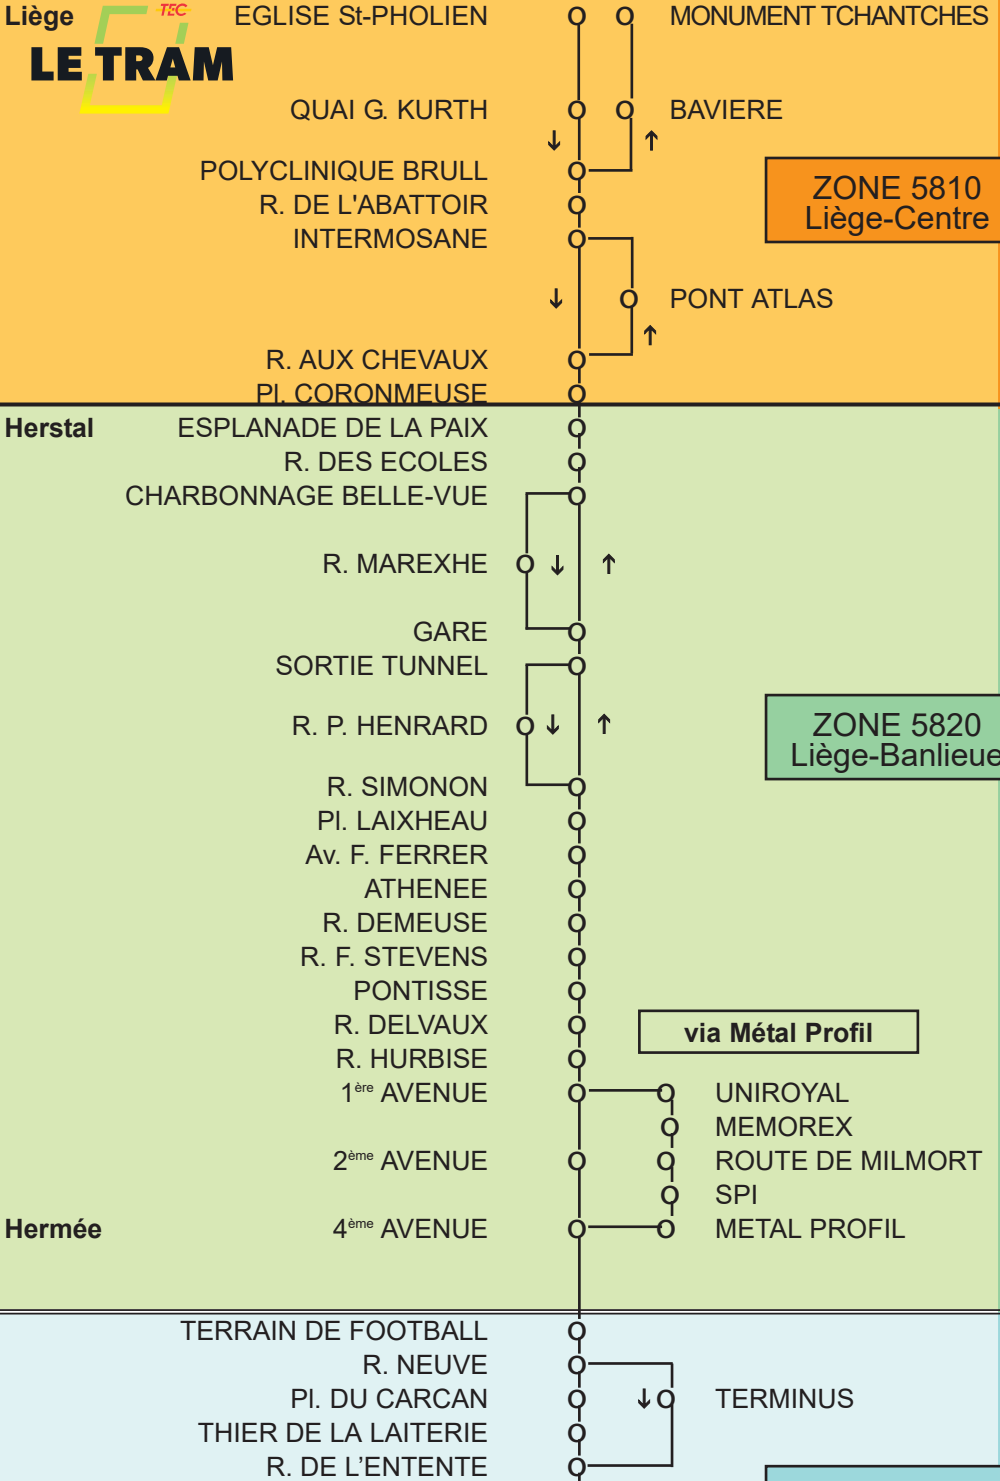 Liège TEC EGLISE St-PHOLIEN O O MONUMENT TCHANTCHES
LE TRAM
QUAI G. KURTH O O BAVIERE
↓ ↑
POLYCLINIQUE BRULL O
R. DE L'ABATTOIR O
ZONE 5810
Liège-Centre
INTERMOSANE O
↓ O PONT ATLAS
↑
R. AUX CHEVAUX O
Pl. CORONMEUSE O
Herstal ESPLANADE DE LA PAIX O
R. DES ECOLES O
CHARBONNAGE BELLE-VUE O
R. MAREXHE O ↓ ↑
GARE O
SORTIE TUNNEL O
R. P. HENRARD O ↓ ↑
ZONE 5820
Liège-Banlieue
R. SIMONON O
Pl. LAIXHEAU O
Av. F. FERRER O
ATHENEE O
R. DEMEUSE O
R. F. STEVENS O
PONTISSE O
R. DELVAUX O
via Métal Profil
R. HURBISE O
1ère AVENUE O O UNIROYAL
O MEMOREX
2ème AVENUE O O ROUTE DE MILMORT
O SPI
Hermée 4ème AVENUE O O METAL PROFIL
TERRAIN DE FOOTBALL O
R. NEUVE O
Pl. DU CARCAN O ↓ O TERMINUS
THIER DE LA LAITERIE O
R. DE L’ENTENTE O